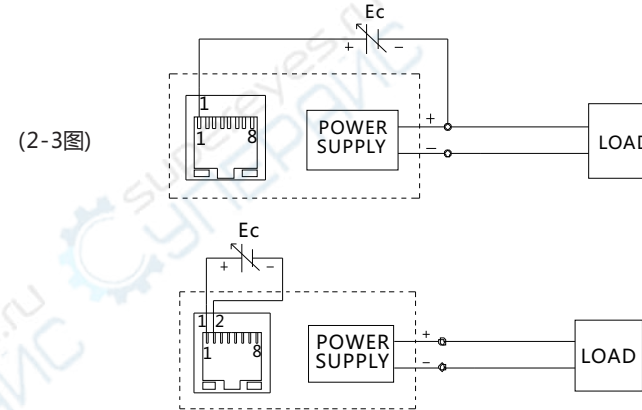 Ec
+ -
1
1 8
POWER
SUPPLY
+
-
LOAD
(2-3图)
Ec
+ -
1 2
1 8
POWER
SUPPLY
+
-
LOAD